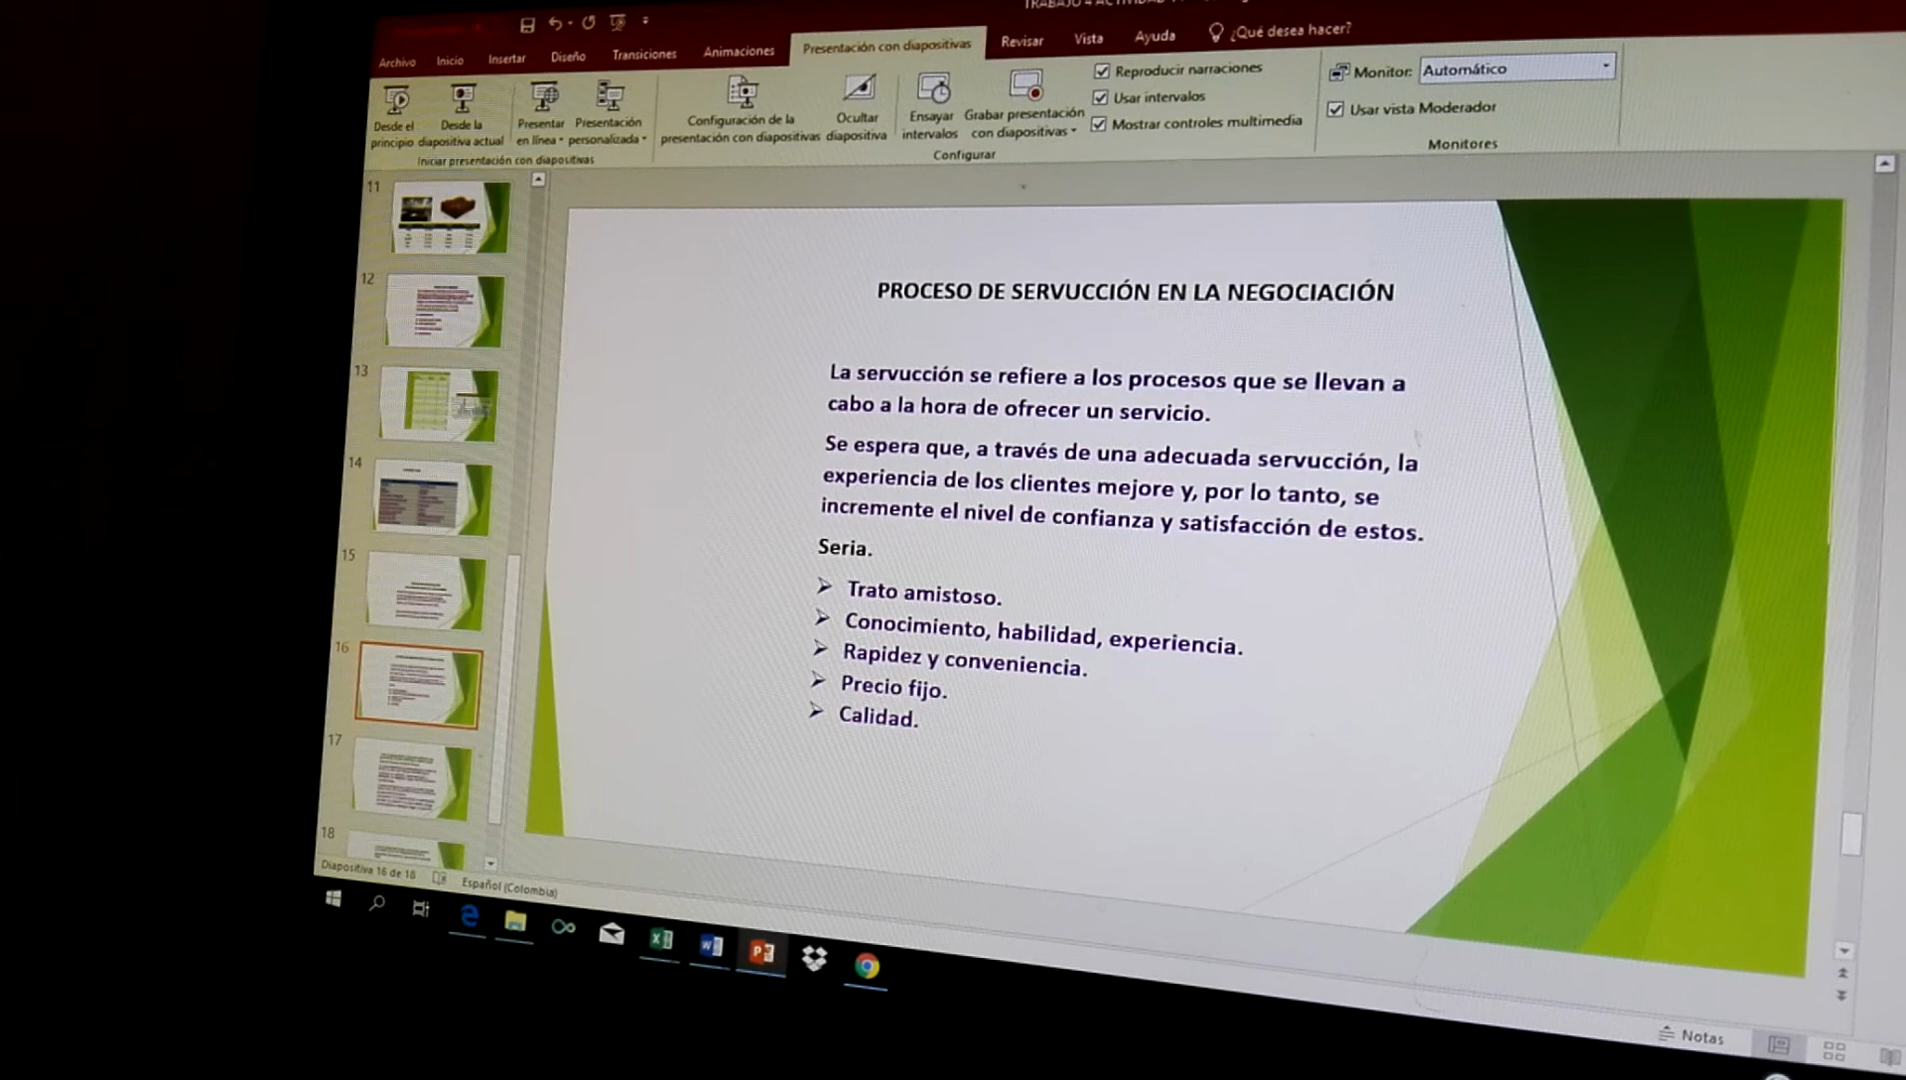 Archivo Inicio Insertar Diseño Transiciones Animaciones Presentación con diapositivas Revisar Vista Ayuda ¿Qué desea hacer?
Desde el principio
Desde la diapositiva actual
Presentar en línea
Presentación personalizada
Iniciar presentación con diapositivas
Configuración de la presentación con diapositivas
Ocultar diapositiva
Ensayar intervalos
Grabar presentación con diapositivas
Reproducir narraciones
Usar intervalos
Mostrar controles multimedia
Configurar
Monitor: Automático
Usar vista Moderador
Monitores
11
12
13
14
15
16
17
18
PROCESO DE SERVUCCIÓN EN LA NEGOCIACIÓN
La servucción se refiere a los procesos que se llevan a
cabo a la hora de ofrecer un servicio.
Se espera que, a través de una adecuada servucción, la
experiencia de los clientes mejore y, por lo tanto, se
incremente el nivel de confianza y satisfacción de estos.
Seria.
Trato amistoso.
Conocimiento, habilidad, experiencia.
Rapidez y conveniencia.
Precio fijo.
Calidad.
Diapositiva 16 de 18 Español (Colombia)
Notas